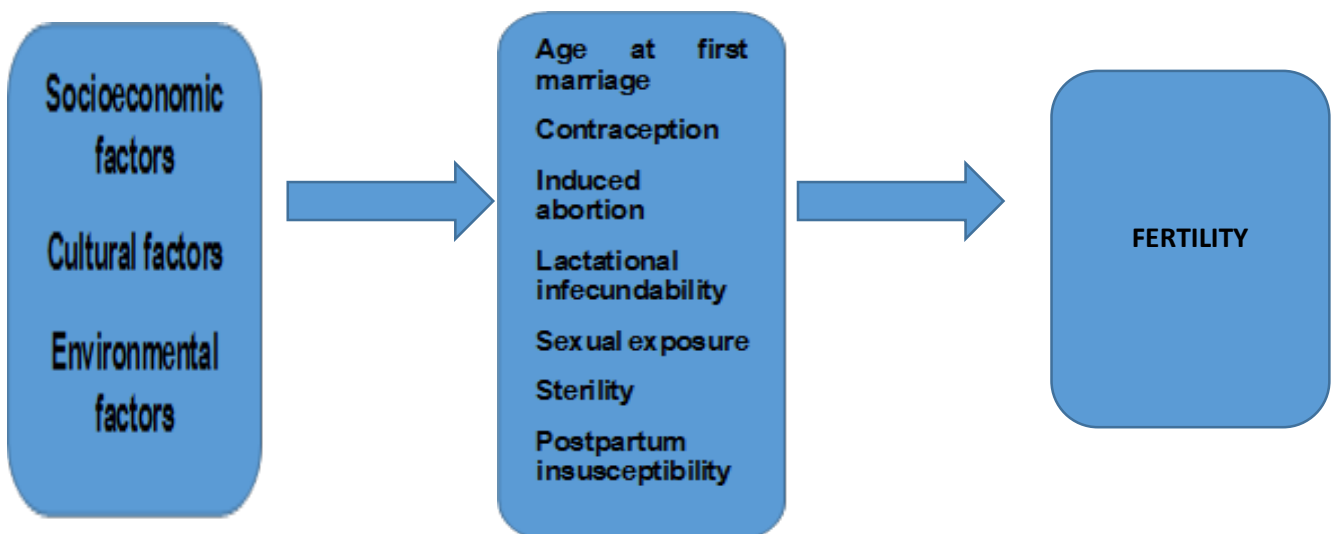 Socioeconomic
factors
Cultural factors
Environmental
factors
Age at first
marriage
Contraception
Induced
abortion
Lactational
infecundability
Sexual exposure
Sterility
Postpartum
insusceptibility
FERTILITY